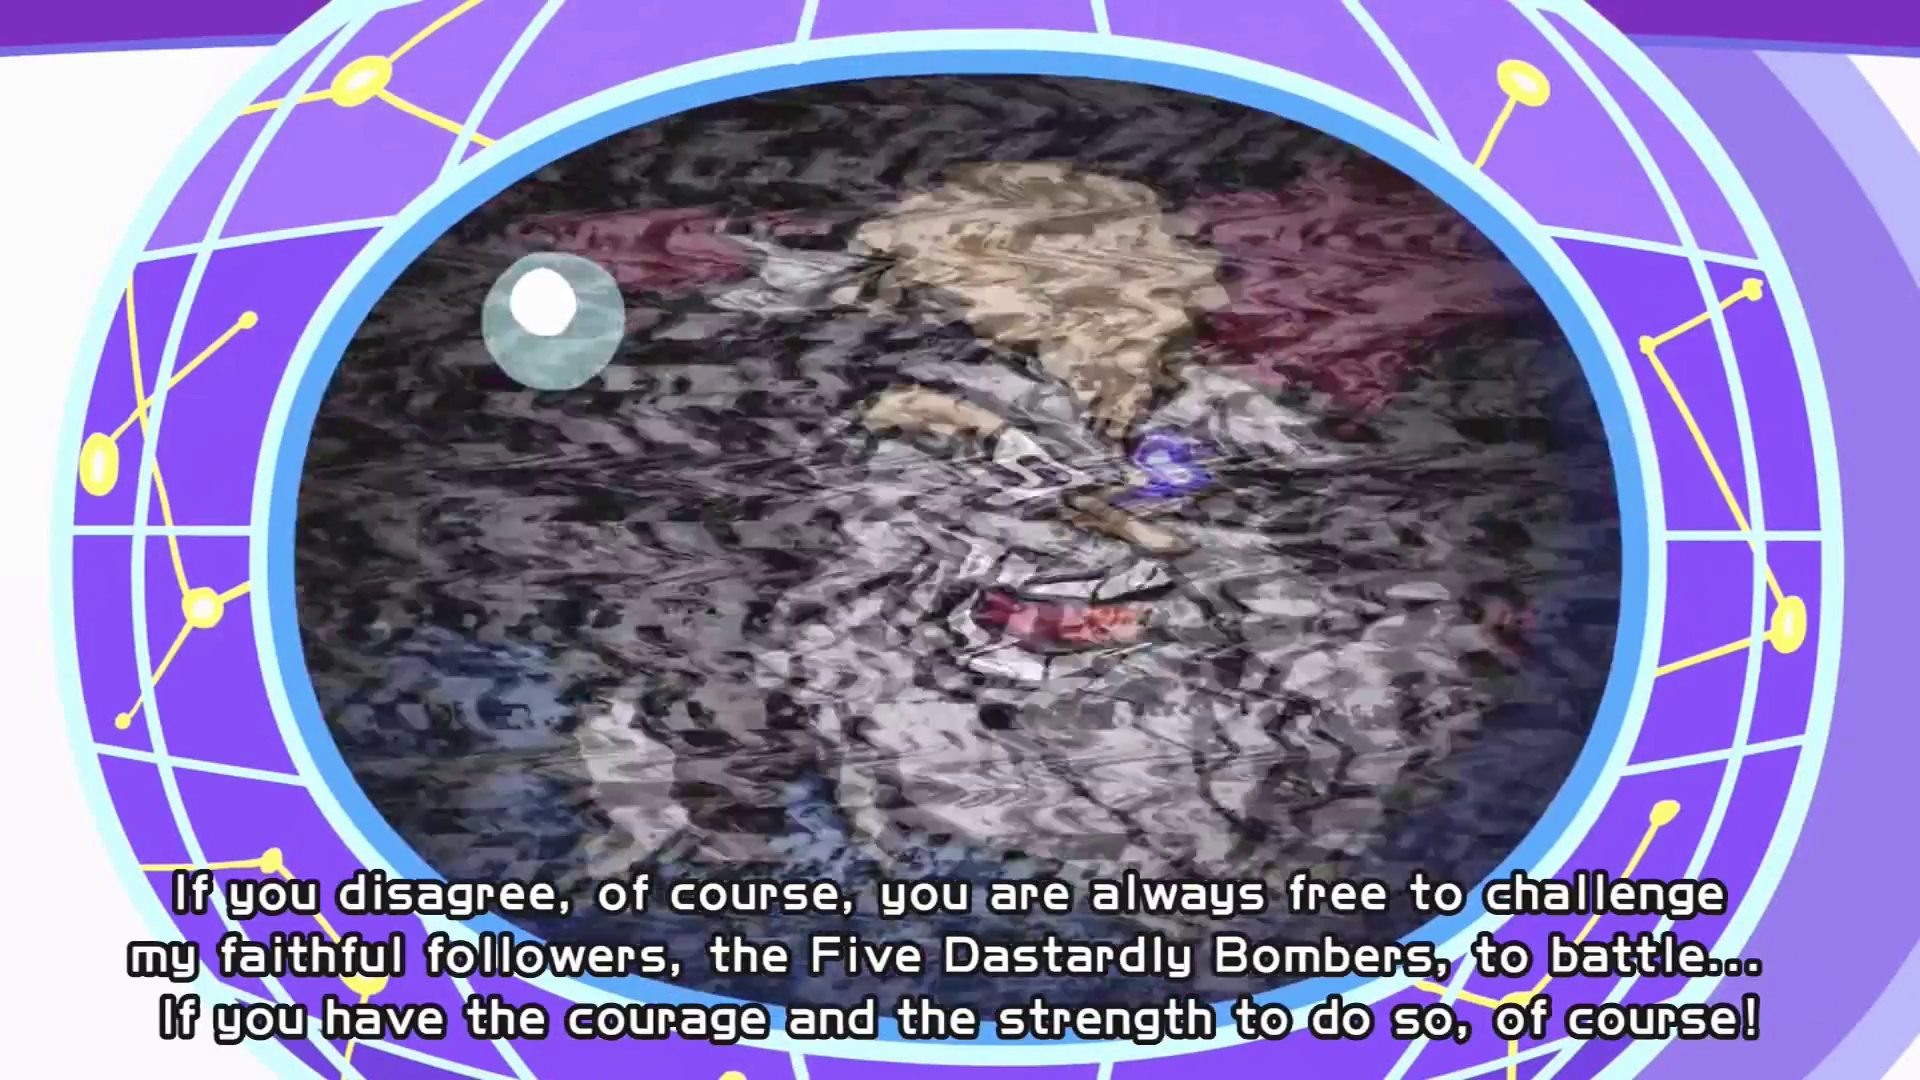 If you disagree, of course, you are always free to challenge
my faithful followers, the Five Dastardly Bombers, to battle...
If you have the courage and the strength to do so, of course!